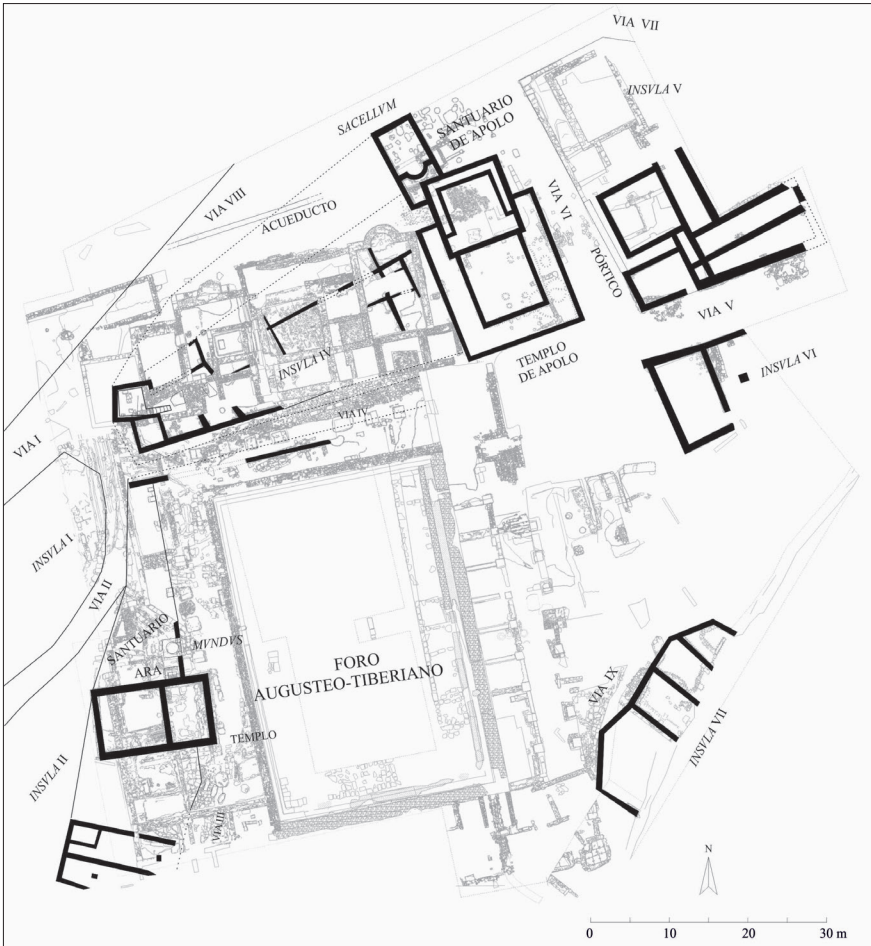 VIA VII
INSVLA V
SACELLVM
SANTUARIO
DE APOLO
VIA VIII
ACUEDUCTO
VIA VI
PÓRTICO
VIA V
TEMPLO
DE APOLO
INSVLA IV
INSVLA VI
VIA IV
VIA I
INSVLA I
VIA II
SANTUARIO
MVNDVS
ARA
FORO
AUGUSTEO-TIBERIANO
TEMPLO
VIA IX
INSVLA VII
INSVLA II
VIA III
N
0 10 20 30 m